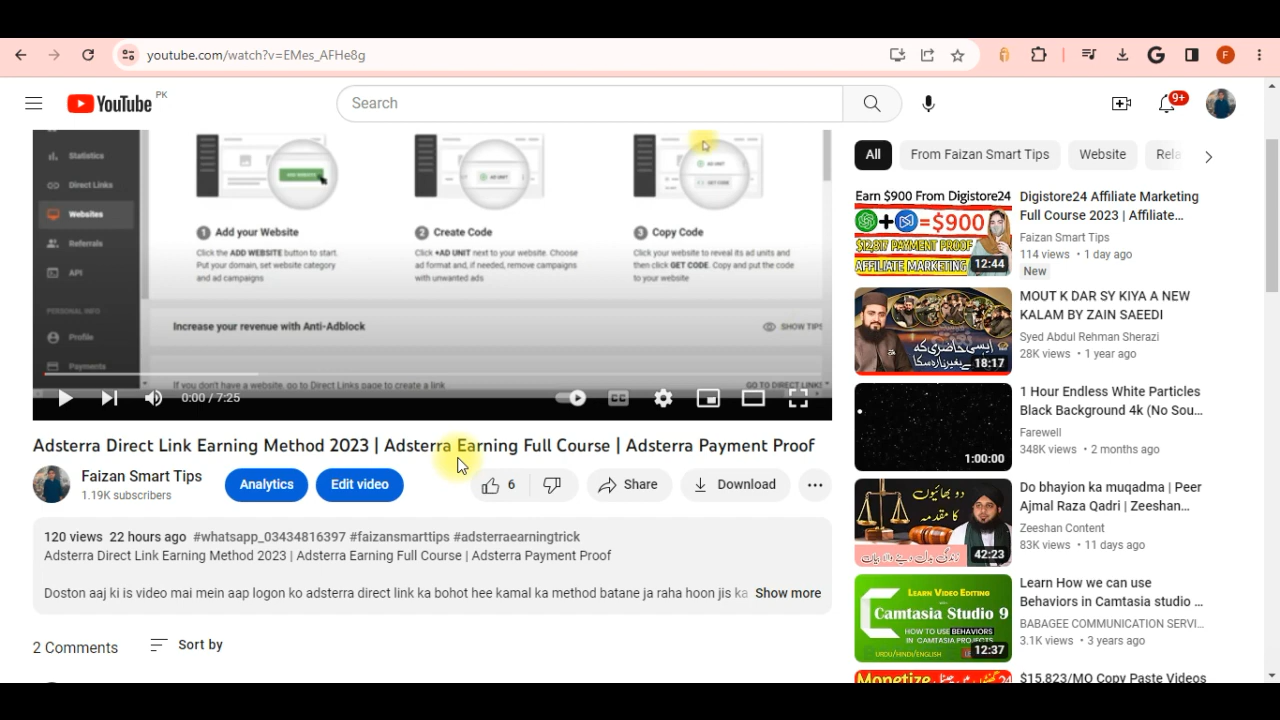 youtube.com/watch?v=EMes_AFHe8g
F
YouTube PK
Search
9+
Statistics
Direct Links
Websites
Referrals
API
PERSONAL INFO
Profile
Payments
1 Add your Website
Click the ADD WEBSITE button to start.
Put your domain, set website category
and ad campaigns
2 Create Code
Click +AD UNIT next to your website. Choose
ad format and, if needed, remove campaigns
with unwanted ads
3 Copy Code
Click your website to reveal its ad units and
then click GET CODE. Copy and put the code
to your website
Increase your revenue with Anti-Adblock
SHOW TIPS
If you don't have a website, go to Direct Links page to create a link
GO TO DIRECT LINKS
0:00 / 7:25
CC
Adsterra Direct Link Earning Method 2023 | Adsterra Earning Full Course | Adsterra Payment Proof
Faizan Smart Tips
1.19K subscribers
Analytics
Edit video
6
Share
Download
120 views 22 hours ago #whatsapp_03434816397 #faizansmarttips #adsterraearningtrick
Adsterra Direct Link Earning Method 2023 | Adsterra Earning Full Course | Adsterra Payment Proof
Doston aaj ki is video mai mein aap logon ko adsterra direct link ka bohot hee kamal ka method batane ja raha hoon jis ka Show more
2 Comments
Sort by
All
From Faizan Smart Tips
Website
Rela
Earn $900 From Digistore24
+ =$900
$12,817 PAYMENT PROOF
AFFILIATE MARKETING
12:44
Digistore24 Affiliate Marketing
Full Course 2023 | Affiliate...
Faizan Smart Tips
114 views • 1 day ago
New
18:17
MOUT K DAR SY KIYA A NEW
KALAM BY ZAIN SAEEDI
Syed Abdul Rehman Sherazi
28K views • 1 year ago
1:00:00
1 Hour Endless White Particles
Black Background 4k (No Sou...
Farewell
348K views • 2 months ago
دو بھائیوں
کا مقدمہ
42:23
Do bhayion ka muqadma | Peer
Ajmal Raza Qadri | Zeeshan...
Zeeshan Content
83K views • 11 days ago
LEARN VIDEO EDITING
Camtasia Studio 9
HOW TO USE BEHAVIORS
IN CAMTASIA PROJECTS
URDU/HINDI/ENGLISH
12:37
Learn How we can use
Behaviors in Camtasia studio ...
BABAGEE COMMUNICATION SERVI...
3.1K views • 3 years ago
Monetize
$15,823/MO Copy Paste Videos